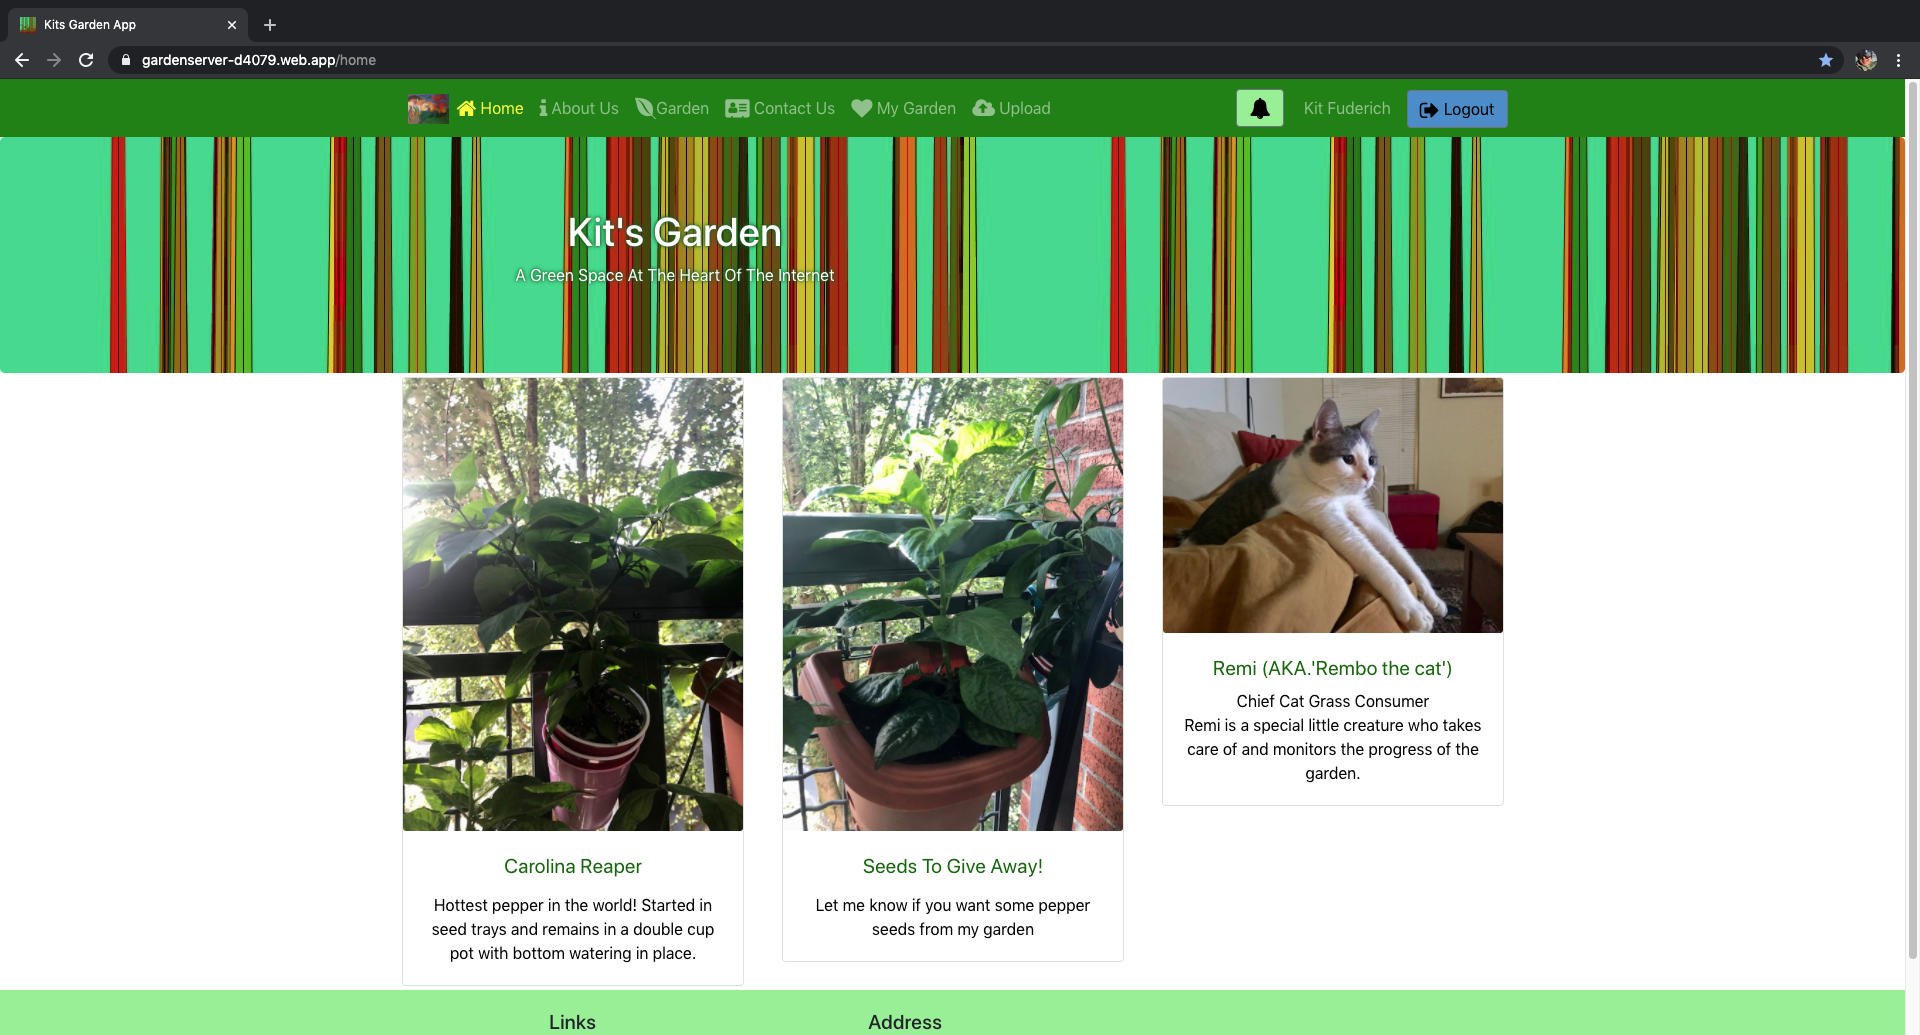 Kits Garden App
gardenserver-d4079.web.app/home
Home About Us Garden Contact Us My Garden Upload Kit Fuderich Logout
Kit's Garden
A Green Space At The Heart Of The Internet
Carolina Reaper
Hottest pepper in the world! Started in
seed trays and remains in a double cup
pot with bottom watering in place.
Seeds To Give Away!
Let me know if you want some pepper
seeds from my garden
Remi (AKA.'Rembo the cat')
Chief Cat Grass Consumer
Remi is a special little creature who takes
care of and monitors the progress of the
garden.
Links
Address